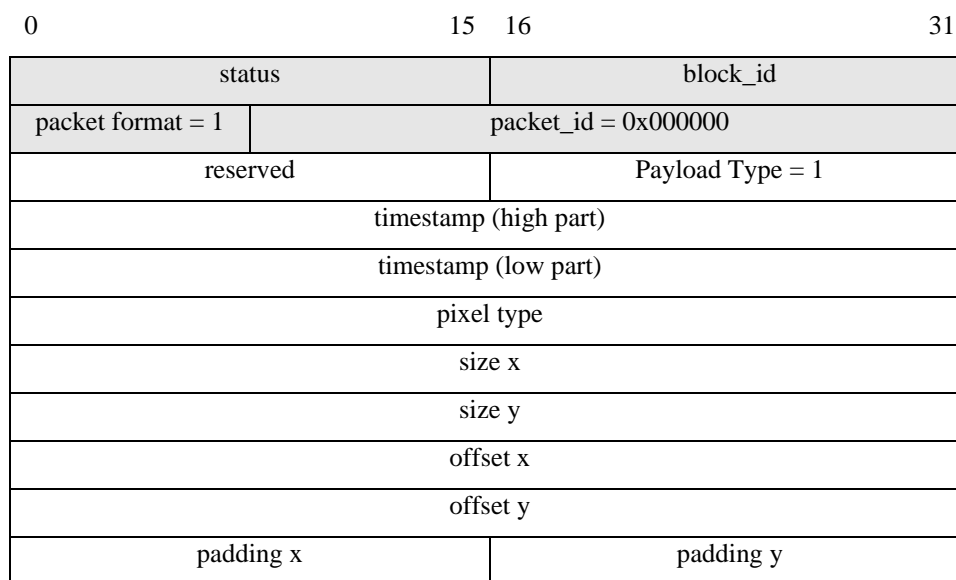 0 15 16 31
status block_id
packet format = 1 packet_id = 0x000000
reserved Payload Type = 1
timestamp (high part)
timestamp (low part)
pixel type
size x
size y
offset x
offset y
padding x padding y